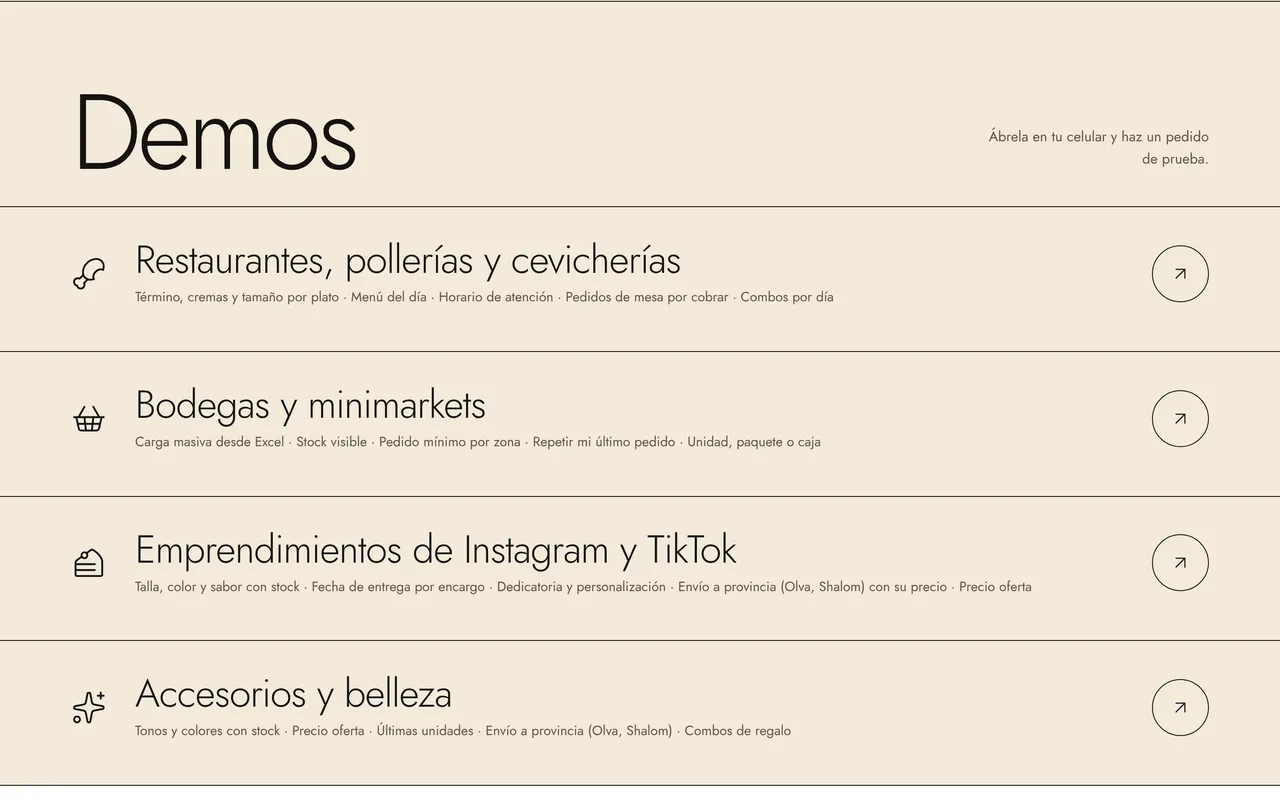 Demos
Ábrela en tu celular y haz un pedido
de prueba.
Restaurantes, pollerías y cevicherías
Término, cremas y tamaño por plato · Menú del día · Horario de atención · Pedidos de mesa por cobrar · Combos por día
Bodegas y minimarkets
Carga masiva desde Excel · Stock visible · Pedido mínimo por zona · Repetir mi último pedido · Unidad, paquete o caja
Emprendimientos de Instagram y TikTok
Talla, color y sabor con stock · Fecha de entrega por encargo · Dedicatoria y personalización · Envío a provincia (Olva, Shalom) con su precio · Precio oferta
Accesorios y belleza
Tonos y colores con stock · Precio oferta · Últimas unidades · Envío a provincia (Olva, Shalom) · Combos de regalo